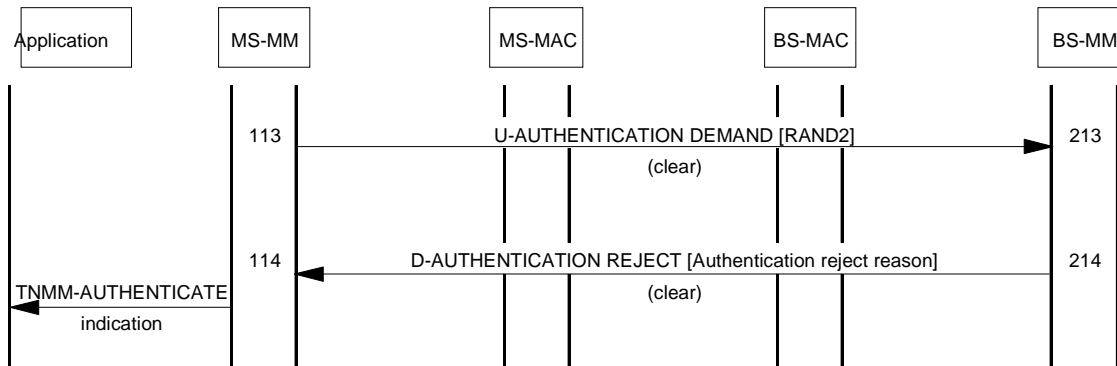 Application MS-MM MS-MAC BS-MAC BS-MM
113 U-AUTHENTICATION DEMAND [RAND2] 213
(clear)
114 D-AUTHENTICATION REJECT [Authentication reject reason] 214
TNMM-AUTHENTICATE (clear)
indication